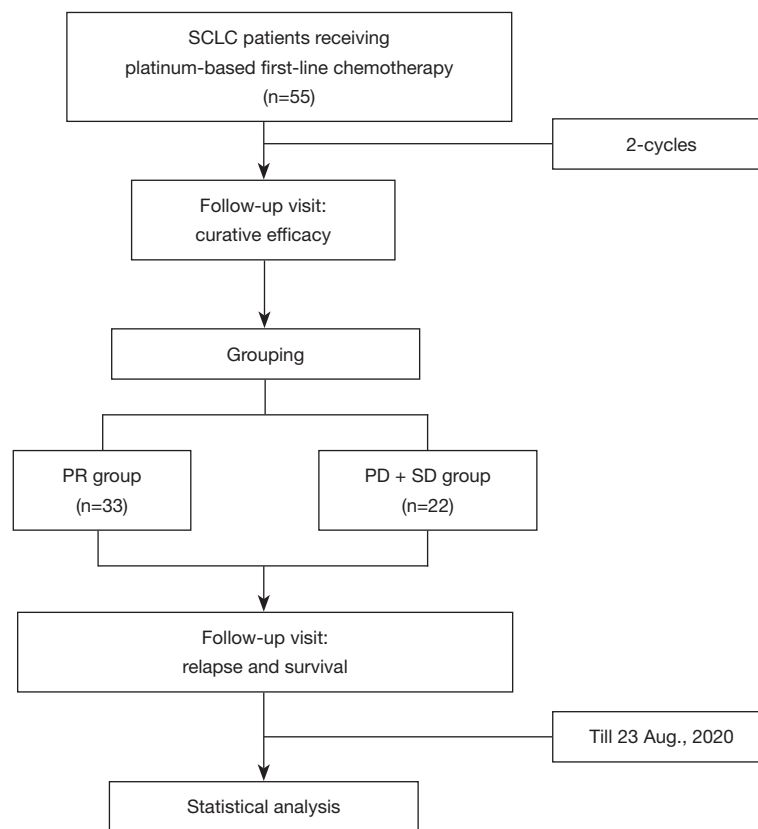 SCLC patients receiving
platinum-based first-line chemotherapy
(n=55)
2-cycles
Follow-up visit:
curative efficacy
Grouping
PR group
(n=33)
PD + SD group
(n=22)
Follow-up visit:
relapse and survival
Till 23 Aug., 2020
Statistical analysis